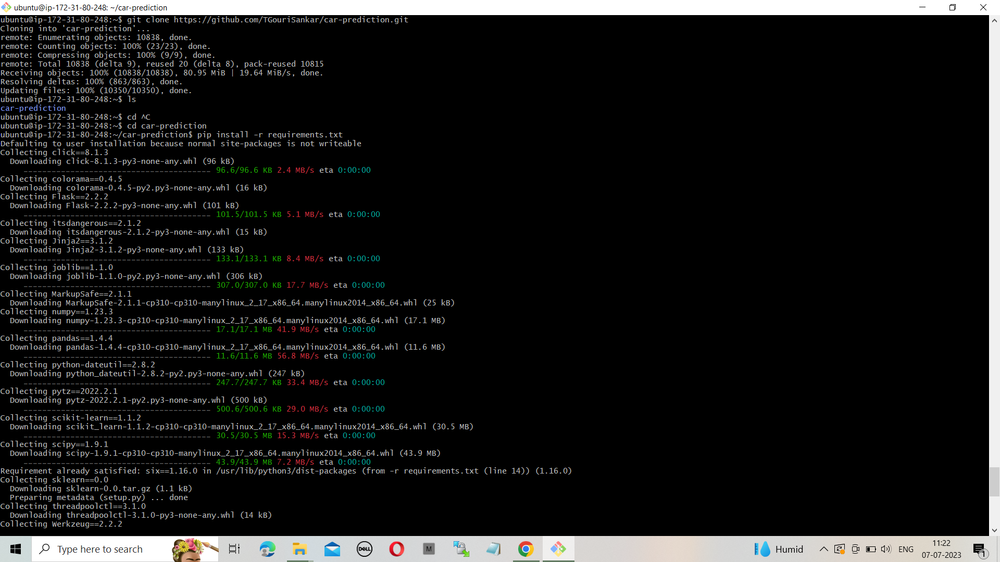 ubuntu@ip-172-31-80-248: ~/car-prediction
ubuntu@ip-172-31-80-248:~$ git clone https://github.com/TGouriSankar/car-prediction.git
Cloning into 'car-prediction'...
remote: Enumerating objects: 10838, done.
remote: Counting objects: 100% (23/23), done.
remote: Compressing objects: 100% (9/9), done.
remote: Total 10838 (delta 9), reused 20 (delta 8), pack-reused 10815
Receiving objects: 100% (10838/10838), 80.95 MiB | 19.64 MiB/s, done.
Resolving deltas: 100% (863/863), done.
Updating files: 100% (10350/10350), done.
ubuntu@ip-172-31-80-248:~$ ls
car-prediction
ubuntu@ip-172-31-80-248:~$ cd ^C
ubuntu@ip-172-31-80-248:~$ cd car-prediction
ubuntu@ip-172-31-80-248:~/car-prediction$ pip install -r requirements.txt
Defaulting to user installation because normal site-packages is not writeable
Collecting click==8.1.3
Downloading click-8.1.3-py3-none-any.whl (96 kB)
---------------------------------------- 96.6/96.6 KB 2.4 MB/s eta 0:00:00
Collecting colorama==0.4.5
Downloading colorama-0.4.5-py2.py3-none-any.whl (16 kB)
Collecting Flask==2.2.2
Downloading Flask-2.2.2-py3-none-any.whl (101 kB)
---------------------------------------- 101.5/101.5 KB 5.1 MB/s eta 0:00:00
Collecting itsdangerous==2.1.2
Downloading itsdangerous-2.1.2-py3-none-any.whl (15 kB)
Collecting Jinja2==3.1.2
Downloading Jinja2-3.1.2-py3-none-any.whl (133 kB)
---------------------------------------- 133.1/133.1 KB 8.4 MB/s eta 0:00:00
Collecting joblib==1.1.0
Downloading joblib-1.1.0-py2.py3-none-any.whl (306 kB)
---------------------------------------- 307.0/307.0 KB 17.7 MB/s eta 0:00:00
Collecting MarkupSafe==2.1.1
Downloading MarkupSafe-2.1.1-cp310-cp310-manylinux_2_17_x86_64.manylinux2014_x86_64.whl (25 kB)
Collecting numpy==1.23.3
Downloading numpy-1.23.3-cp310-cp310-manylinux_2_17_x86_64.manylinux2014_x86_64.whl (17.1 MB)
---------------------------------------- 17.1/17.1 MB 41.9 MB/s eta 0:00:00
Collecting pandas==1.4.4
Downloading pandas-1.4.4-cp310-cp310-manylinux_2_17_x86_64.manylinux2014_x86_64.whl (11.6 MB)
---------------------------------------- 11.6/11.6 MB 56.8 MB/s eta 0:00:00
Collecting python-dateutil==2.8.2
Downloading python_dateutil-2.8.2-py2.py3-none-any.whl (247 kB)
---------------------------------------- 247.7/247.7 KB 33.4 MB/s eta 0:00:00
Collecting pytz==2022.2.1
Downloading pytz-2022.2.1-py2.py3-none-any.whl (500 kB)
---------------------------------------- 500.6/500.6 KB 29.0 MB/s eta 0:00:00
Collecting scikit-learn==1.1.2
Downloading scikit_learn-1.1.2-cp310-cp310-manylinux_2_17_x86_64.manylinux2014_x86_64.whl (30.5 MB)
---------------------------------------- 30.5/30.5 MB 15.3 MB/s eta 0:00:00
Collecting scipy==1.9.1
Downloading scipy-1.9.1-cp310-cp310-manylinux_2_17_x86_64.manylinux2014_x86_64.whl (43.9 MB)
---------------------------------------- 43.9/43.9 MB 7.2 MB/s eta 0:00:00
Requirement already satisfied: six==1.16.0 in /usr/lib/python3/dist-packages (from -r requirements.txt (line 14)) (1.16.0)
Collecting sklearn==0.0
Downloading sklearn-0.0.tar.gz (1.1 kB)
Preparing metadata (setup.py) ... done
Collecting threadpoolctl==3.1.0
Downloading threadpoolctl-3.1.0-py3-none-any.whl (14 kB)
Collecting Werkzeug==2.2.2
Type here to search
DELL
M
Humid
ENG
11:22
07-07-2023
1